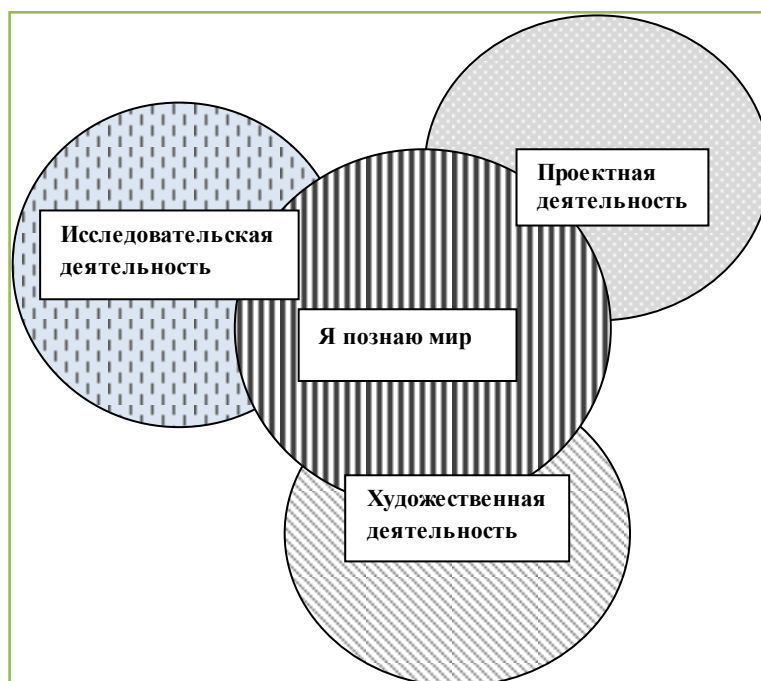 Проектная
деятельность
Исследовательская
деятельность
Я познаю мир
Художественная
деятельность